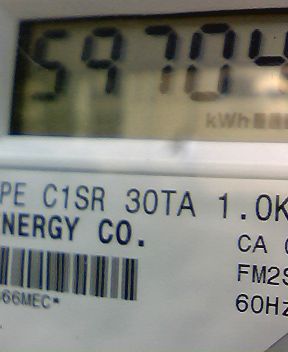 59704
kWh
PE C1SR 30TA 1.0K
NERGY CO.
CA
FM2S
66MEC*
60Hz